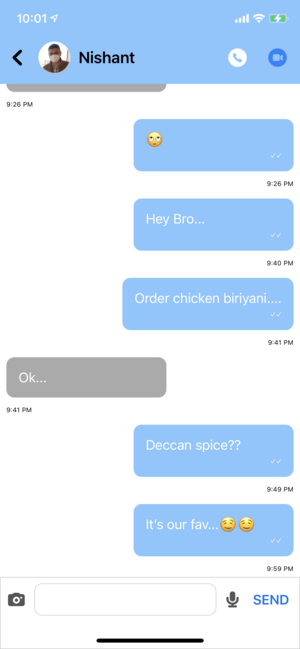 10:01
Nishant
9:26 PM
🙄
9:26 PM
Hey Bro...
9:40 PM
Order chicken biriyani....
9:41 PM
Ok...
9:41 PM
Deccan spice??
9:49 PM
It's our fav...😋😋
9:59 PM
SEND